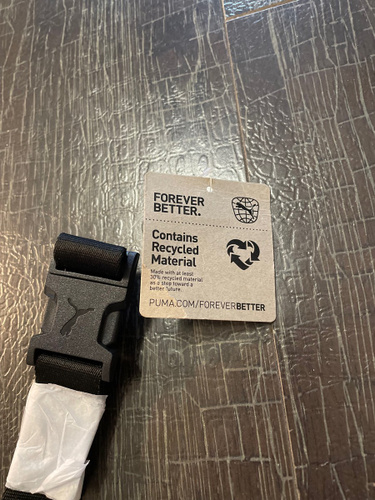 FOREVER
BETTER.
Contains
Recycled
Material
Made with at least
30% recycled material
as a step toward a
better future.
PUMA.COM/FOREVERBETTER